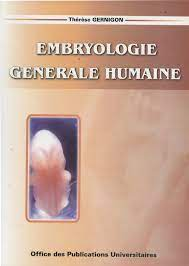 Thérèse GERNIGON
EMBRYOLOGIE
GENERALE HUMAINE
Office des Publications Universitaires